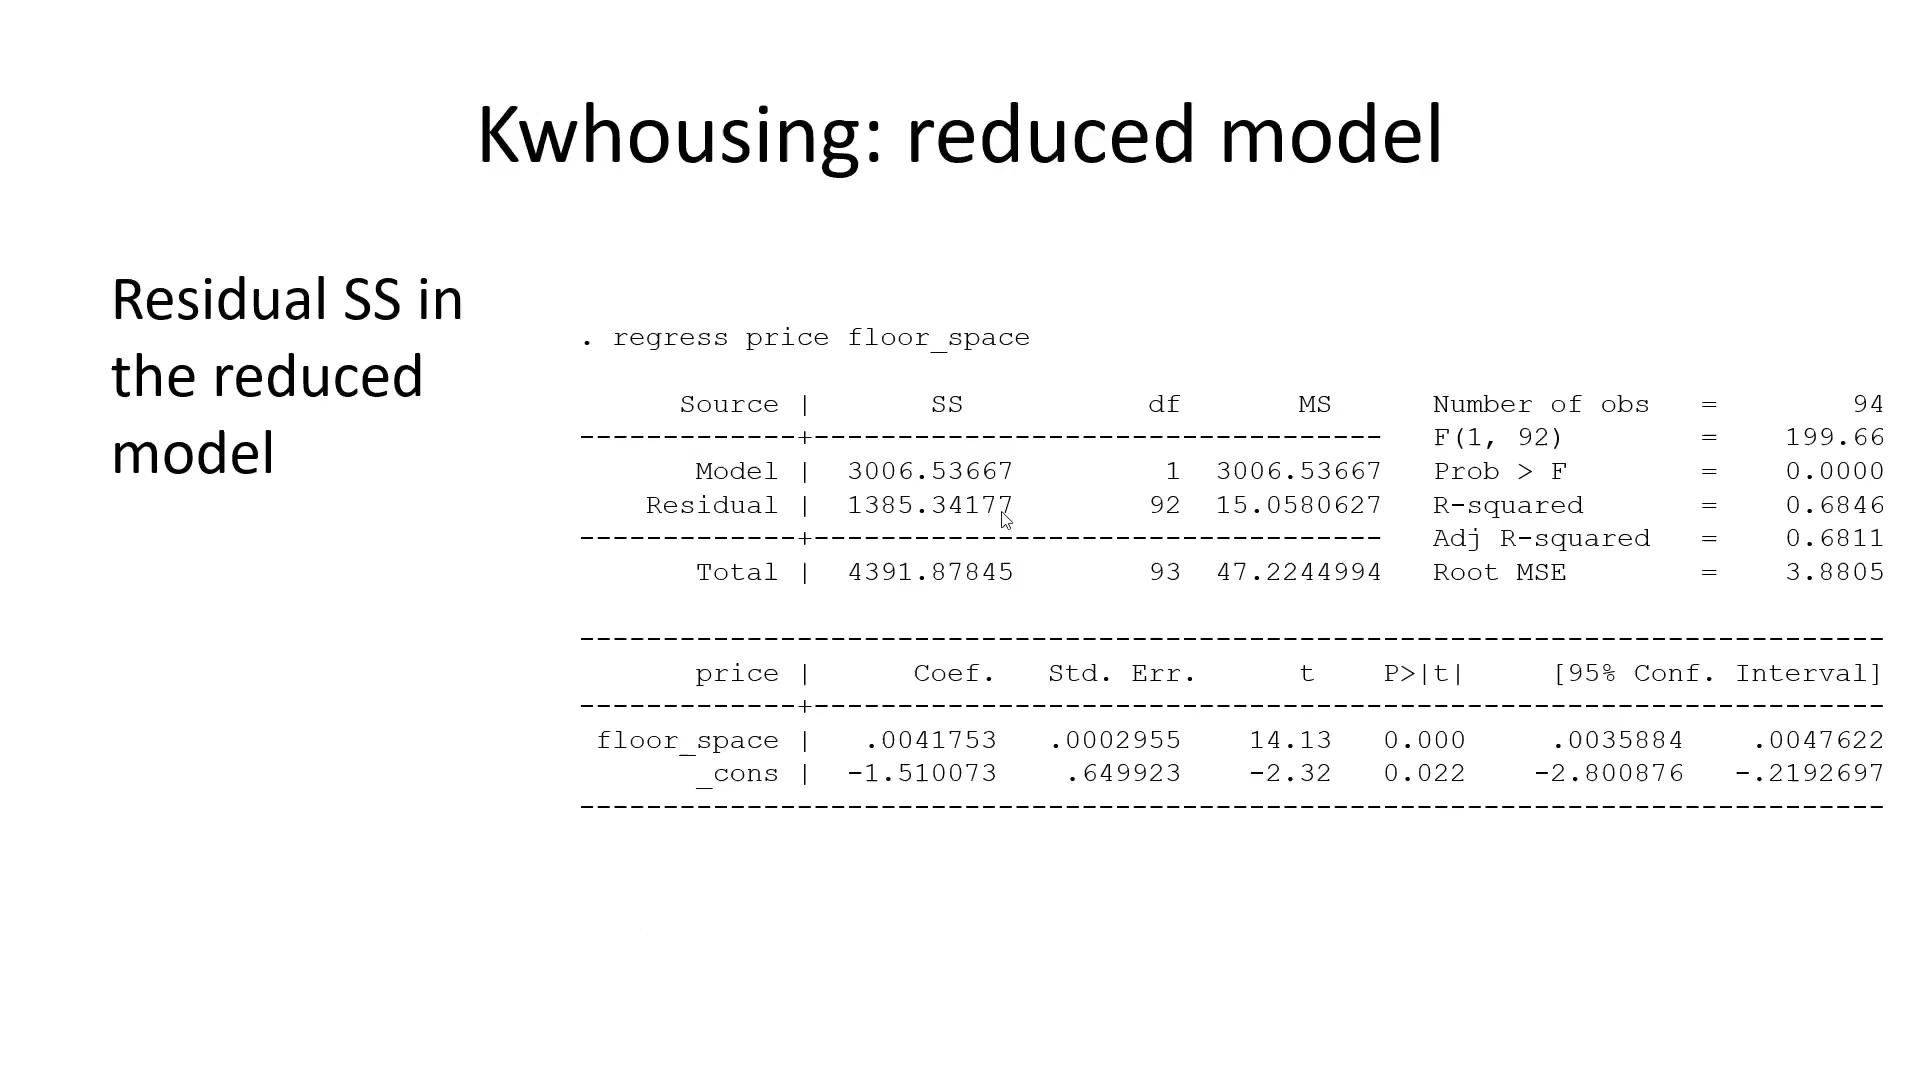 Kwhousing: reduced model
Residual SS in
the reduced
model
. regress price floor_space
Source | SS df MS Number of obs = 94
-------------+---------------------------------- F(1, 92) = 199.66
Model | 3006.53667 1 3006.53667 Prob > F = 0.0000
Residual | 1385.34177 92 15.0580627 R-squared = 0.6846
-------------+---------------------------------- Adj R-squared = 0.6811
Total | 4391.87845 93 47.2244994 Root MSE = 3.8805
------------------------------------------------------------------------------
price | Coef. Std. Err. t P>|t| [95% Conf. Interval]
-------------+----------------------------------------------------------------
floor_space | .0041753 .0002955 14.13 0.000 .0035884 .0047622
_cons | -1.510073 .649923 -2.32 0.022 -2.800876 -.2192697
------------------------------------------------------------------------------